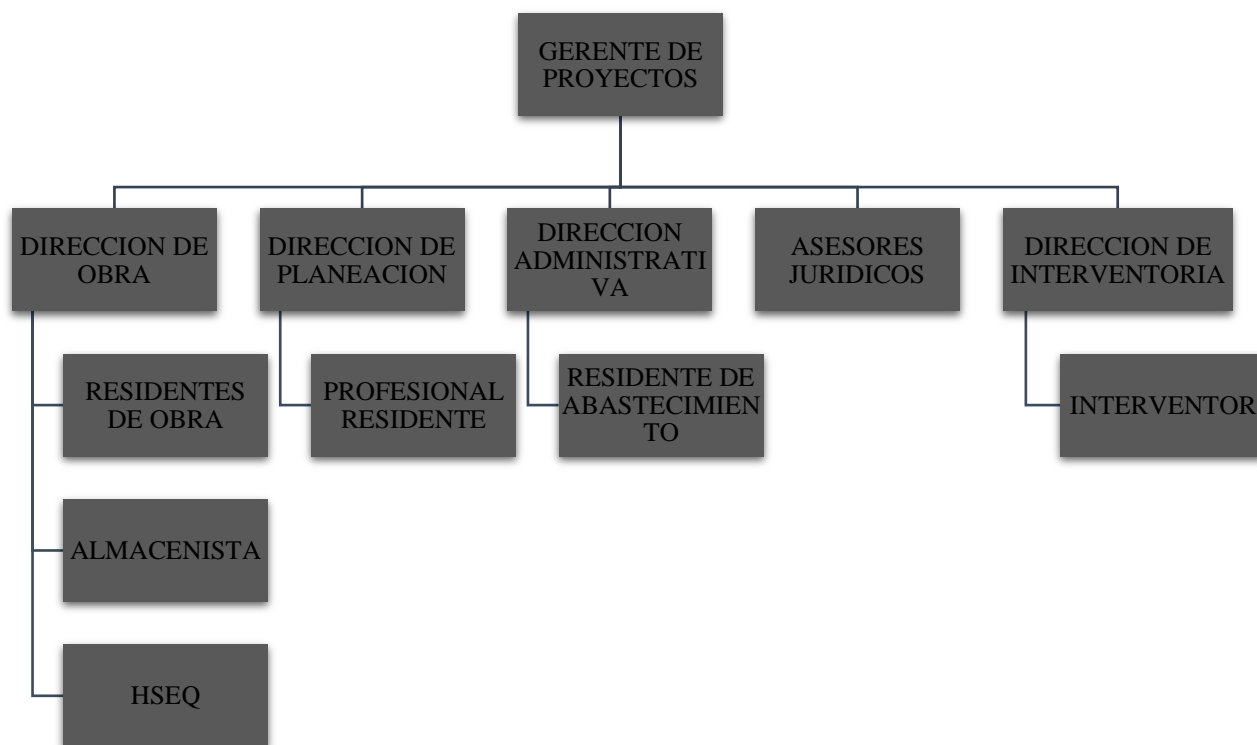 GERENTE DE
PROYECTOS
DIRECCION DE
OBRA
DIRECCION DE
PLANEACION
DIRECCION
ADMINISTRATI
VA
ASESORES
JURIDICOS
DIRECCION DE
INTERVENTORIA
RESIDENTES
DE OBRA
PROFESIONAL
RESIDENTE
RESIDENTE DE
ABASTECIMIEN
TO
INTERVENTOR
ALMACENISTA
HSEQ